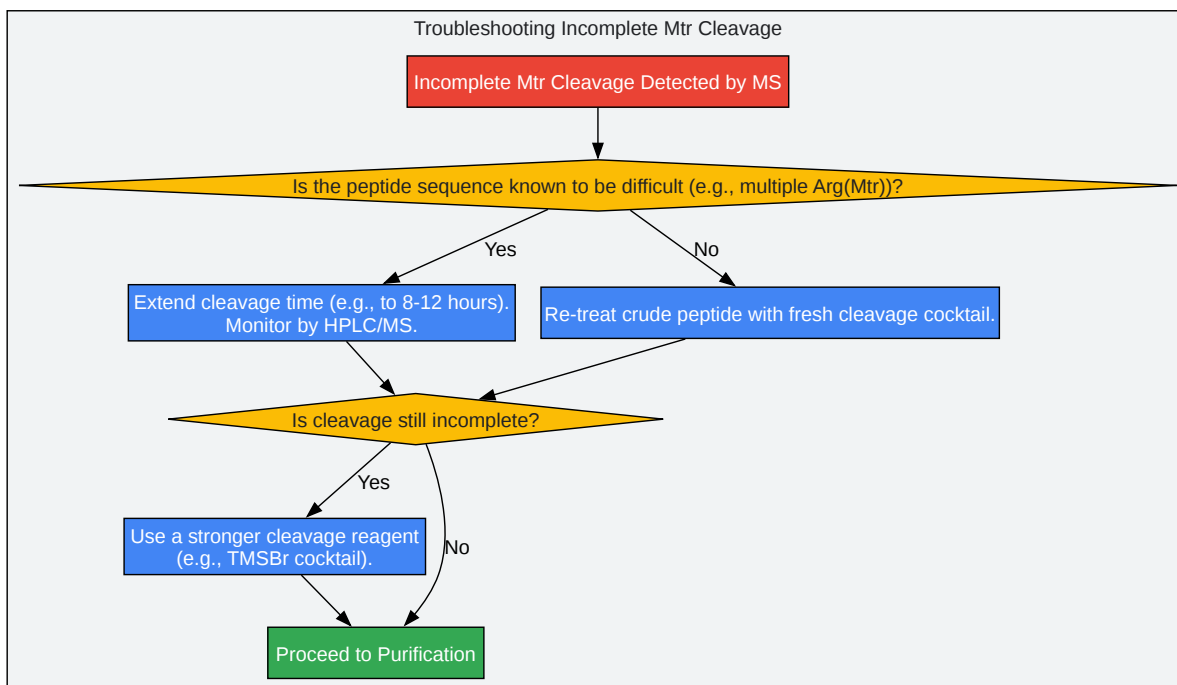 Troubleshooting Incomplete Mtr Cleavage
Incomplete Mtr Cleavage Detected by MS
Is the peptide sequence known to be difficult (e.g., multiple Arg(Mtr))?
Yes
No
Extend cleavage time (e.g., to 8-12 hours).
Monitor by HPLC/MS.
Re-treat crude peptide with fresh cleavage cocktail.
Is cleavage still incomplete?
Yes
No
Use a stronger cleavage reagent
(e.g., TMSBr cocktail).
Proceed to Purification